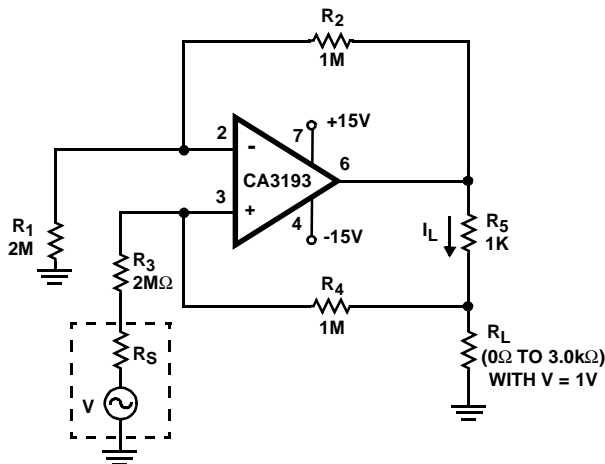 R2
1M
2
7
+15V
-
CA3193
6
3
+
4
-15V
R1
2M
R3
2MΩ
IL
R5
1K
R4
1M
RS
V
RL
(0Ω TO 3.0kΩ)
WITH V = 1V